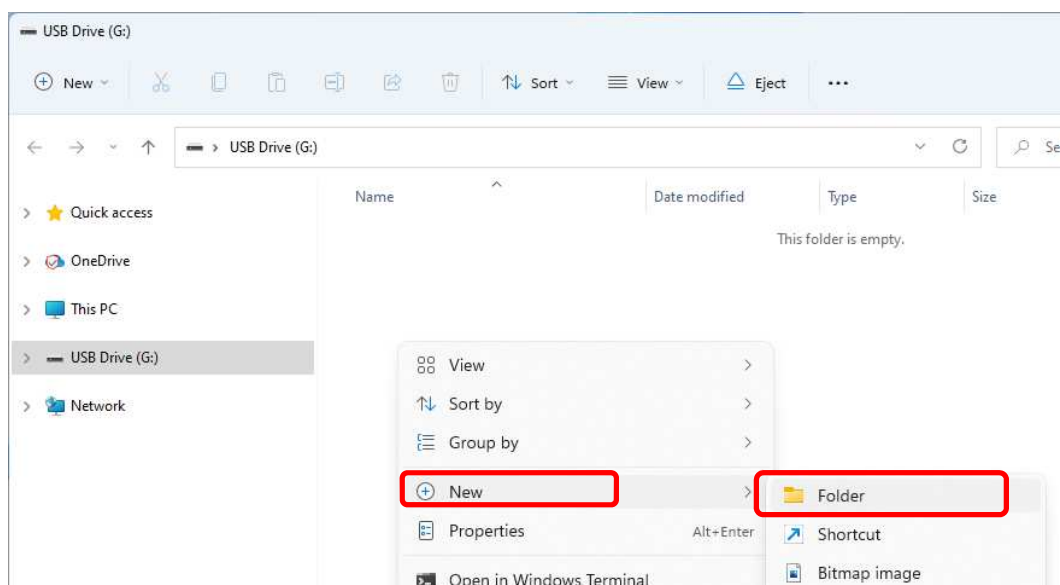 USB Drive (G:)
New
Sort
View
Eject
...
› USB Drive (G:)
Se
Name
Date modified
Type
Size
Quick access
This folder is empty.
OneDrive
This PC
USB Drive (G:)
Network
View
Sort by
Group by
New
Folder
Properties Alt+Enter
Shortcut
Open in Windows Terminal
Bitmap image